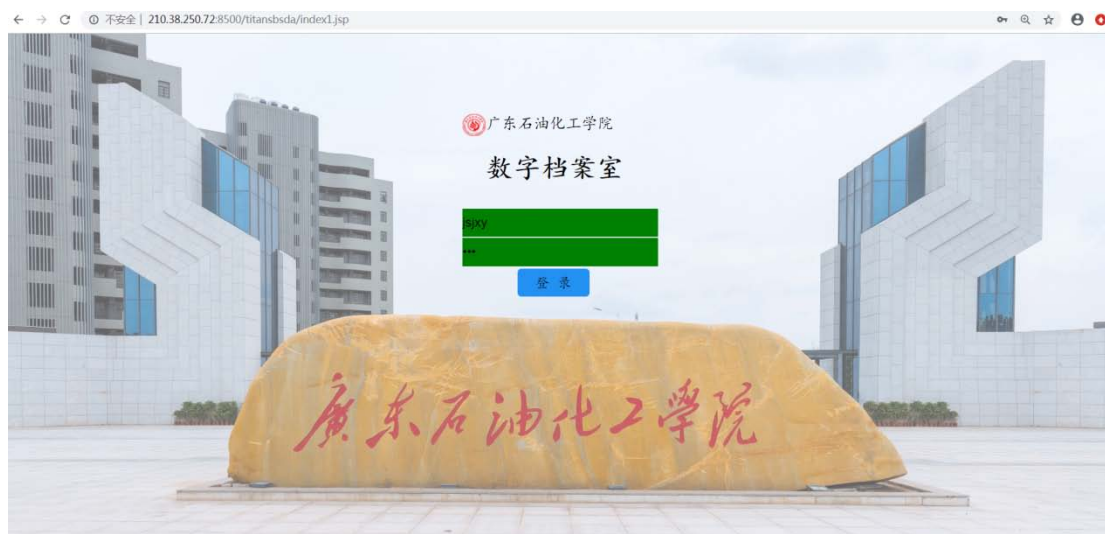 不安全 | 210.38.250.72:8500/titansbsda/index1.jsp
广东石油化工学院
数字档案室
jsjxy
•••
登 录
廣东石油化工學院